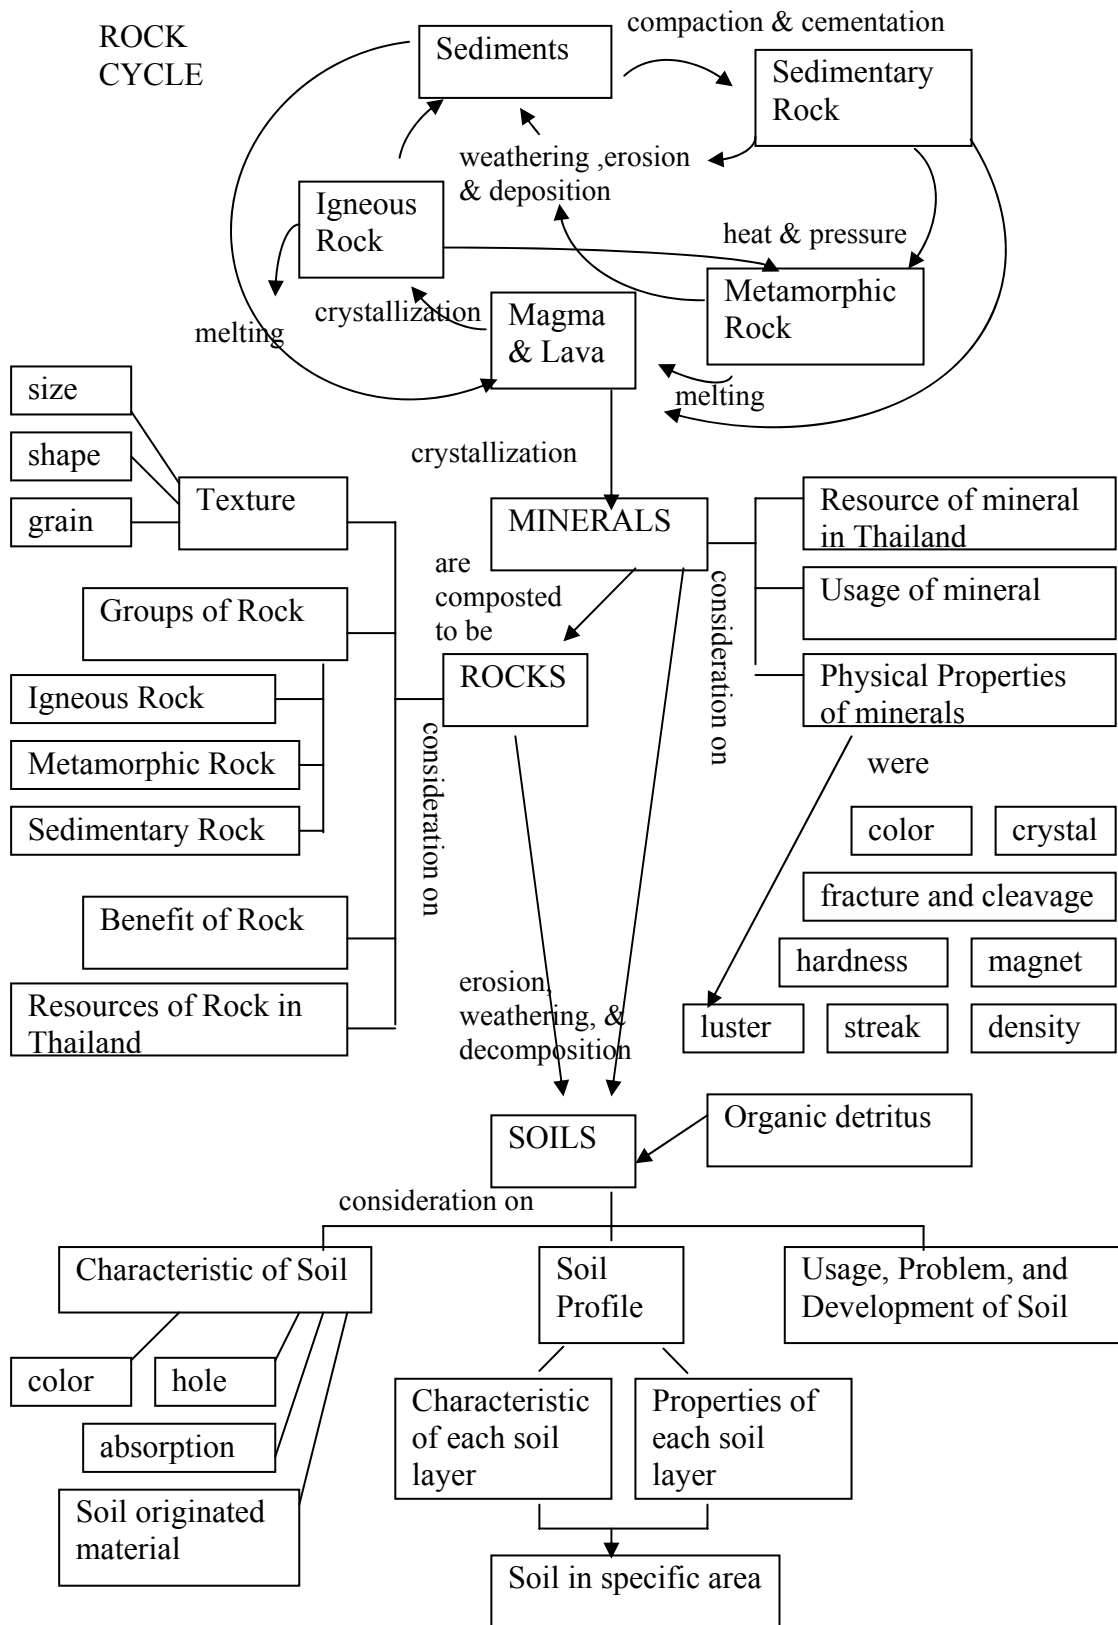 ROCK
CYCLE
compaction & cementation
Sediments
Sedimentary
Rock
weathering ,erosion
& deposition
Igneous
Rock
heat & pressure
crystallization
Magma
& Lava
Metamorphic
Rock
melting
melting
size
shape
grain
Texture
crystallization
MINERALS
Resource of mineral
in Thailand
Usage of mineral
Physical Properties
of minerals
consideration on
are
composted
to be
ROCKS
Groups of Rock
Igneous Rock
Metamorphic Rock
Sedimentary Rock
consideration on
Benefit of Rock
Resources of Rock in
Thailand
were
color
crystal
fracture and cleavage
hardness
magnet
luster
streak
density
erosion,
weathering, &
decomposition
SOILS
Organic detritus
consideration on
Characteristic of Soil
Soil
Profile
Usage, Problem, and
Development of Soil
color
hole
absorption
Soil originated
material
Characteristic
of each soil
layer
Properties of
each soil
layer
Soil in specific area